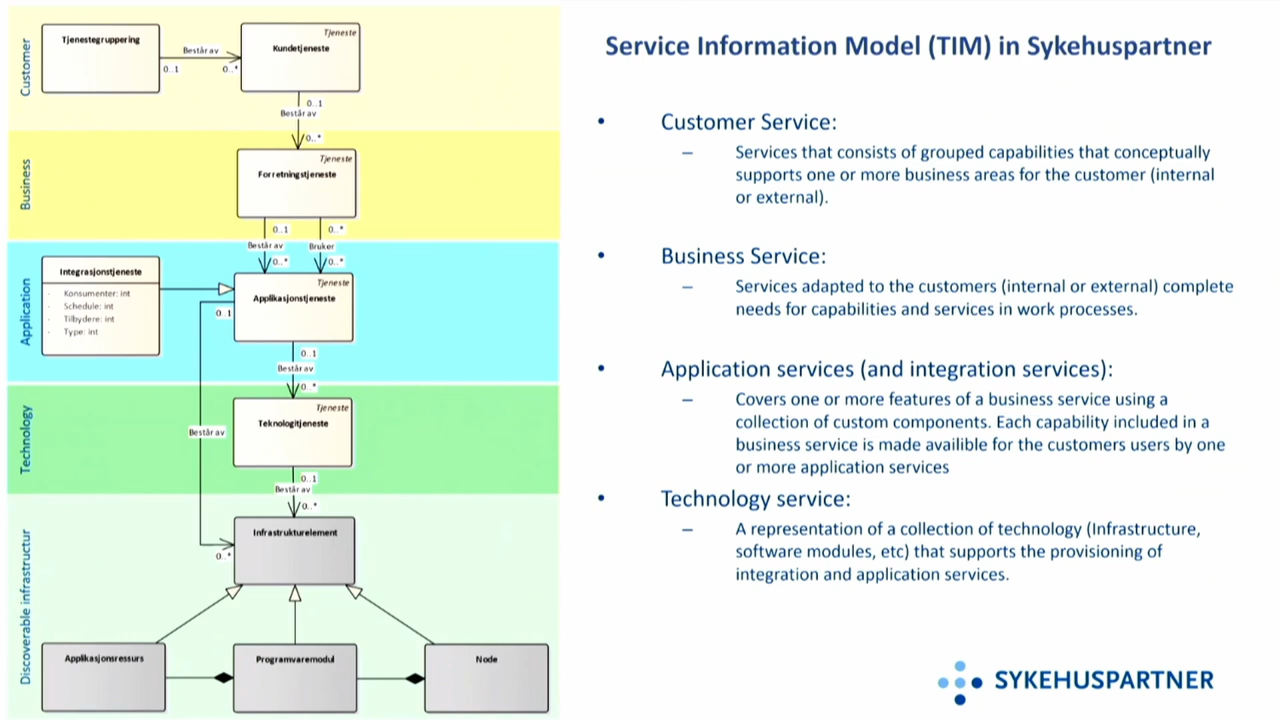 Customer
Tjenestegruppering
Består av
0..1
0..*
Tjeneste
Kundetjeneste
0..1
Består av
0..*
Business
Tjeneste
Forretningstjeneste
0..1
0..*
Består av
Bruker
0..*
0..*
Application
Integrasjonstjeneste
- Konsumenter: int
- Schedule: int
- Tilbydere: int
- Type: int
Tjeneste
Applikasjonstjeneste
0..1
0..1
Består av
0..*
Technology
Tjeneste
Teknologitjeneste
Består av
0..1
Består av
0..*
Discoverable infrastructur
Infrastrukturelement
0..*
Applikasjonsressurs
Programvaremodul
Node
Service Information Model (TIM) in Sykehuspartner
• Customer Service:
– Services that consists of grouped capabilities that conceptually
supports one or more business areas for the customer (internal
or external).
• Business Service:
– Services adapted to the customers (internal or external) complete
needs for capabilities and services in work processes.
• Application services (and integration services):
– Covers one or more features of a business service using a
collection of custom components. Each capability included in a
business service is made availible for the customers users by one
or more application services
• Technology service:
– A representation of a collection of technology (Infrastructure,
software modules, etc) that supports the provisioning of
integration and application services.
SYKEHUSPARTNER